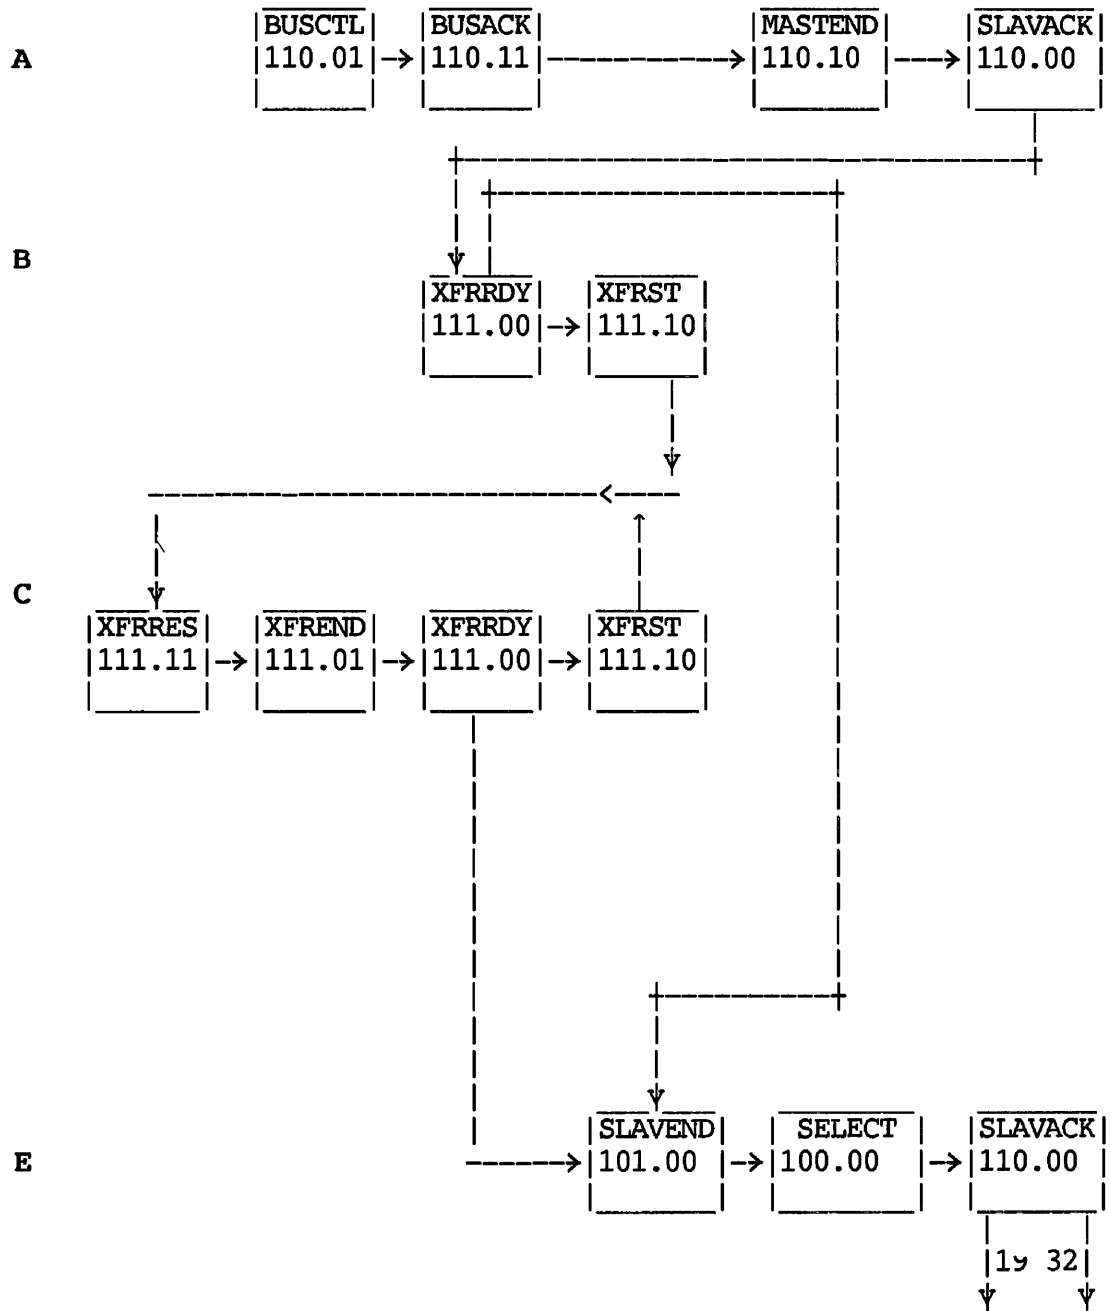 A
BUSCTL BUSACK MASTEND SLAVACK
110.01 110.11 110.10 110.00
B
XFRRDY XFRST
111.00 111.10
C
XFRRES XFREND XFRRDY XFRST
111.11 111.01 111.00 111.10
E
SLAVEND SELECT SLAVACK
101.00 100.00 110.00
32